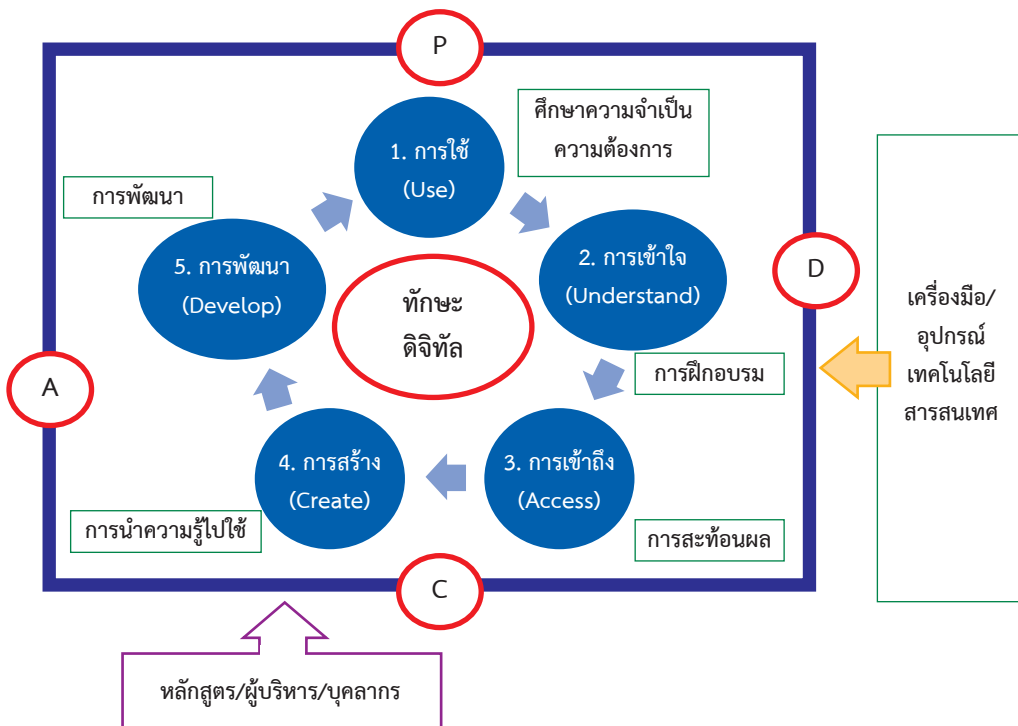 P
ศึกษาความจำเป็น
ความต้องการ
1. การใช้
(Use)
การพัฒนา
5. การพัฒนา
(Develop)
2. การเข้าใจ
(Understand)
D
ทักษะ
ดิจิทัล
เครื่องมือ/
อุปกรณ์
เทคโนโลยี
สารสนเทศ
A
การฝึกอบรม
4. การสร้าง
(Create)
3. การเข้าถึง
(Access)
การนำความรู้ไปใช้
การสะท้อนผล
C
หลักสูตร/ผู้บริหาร/บุคลากร